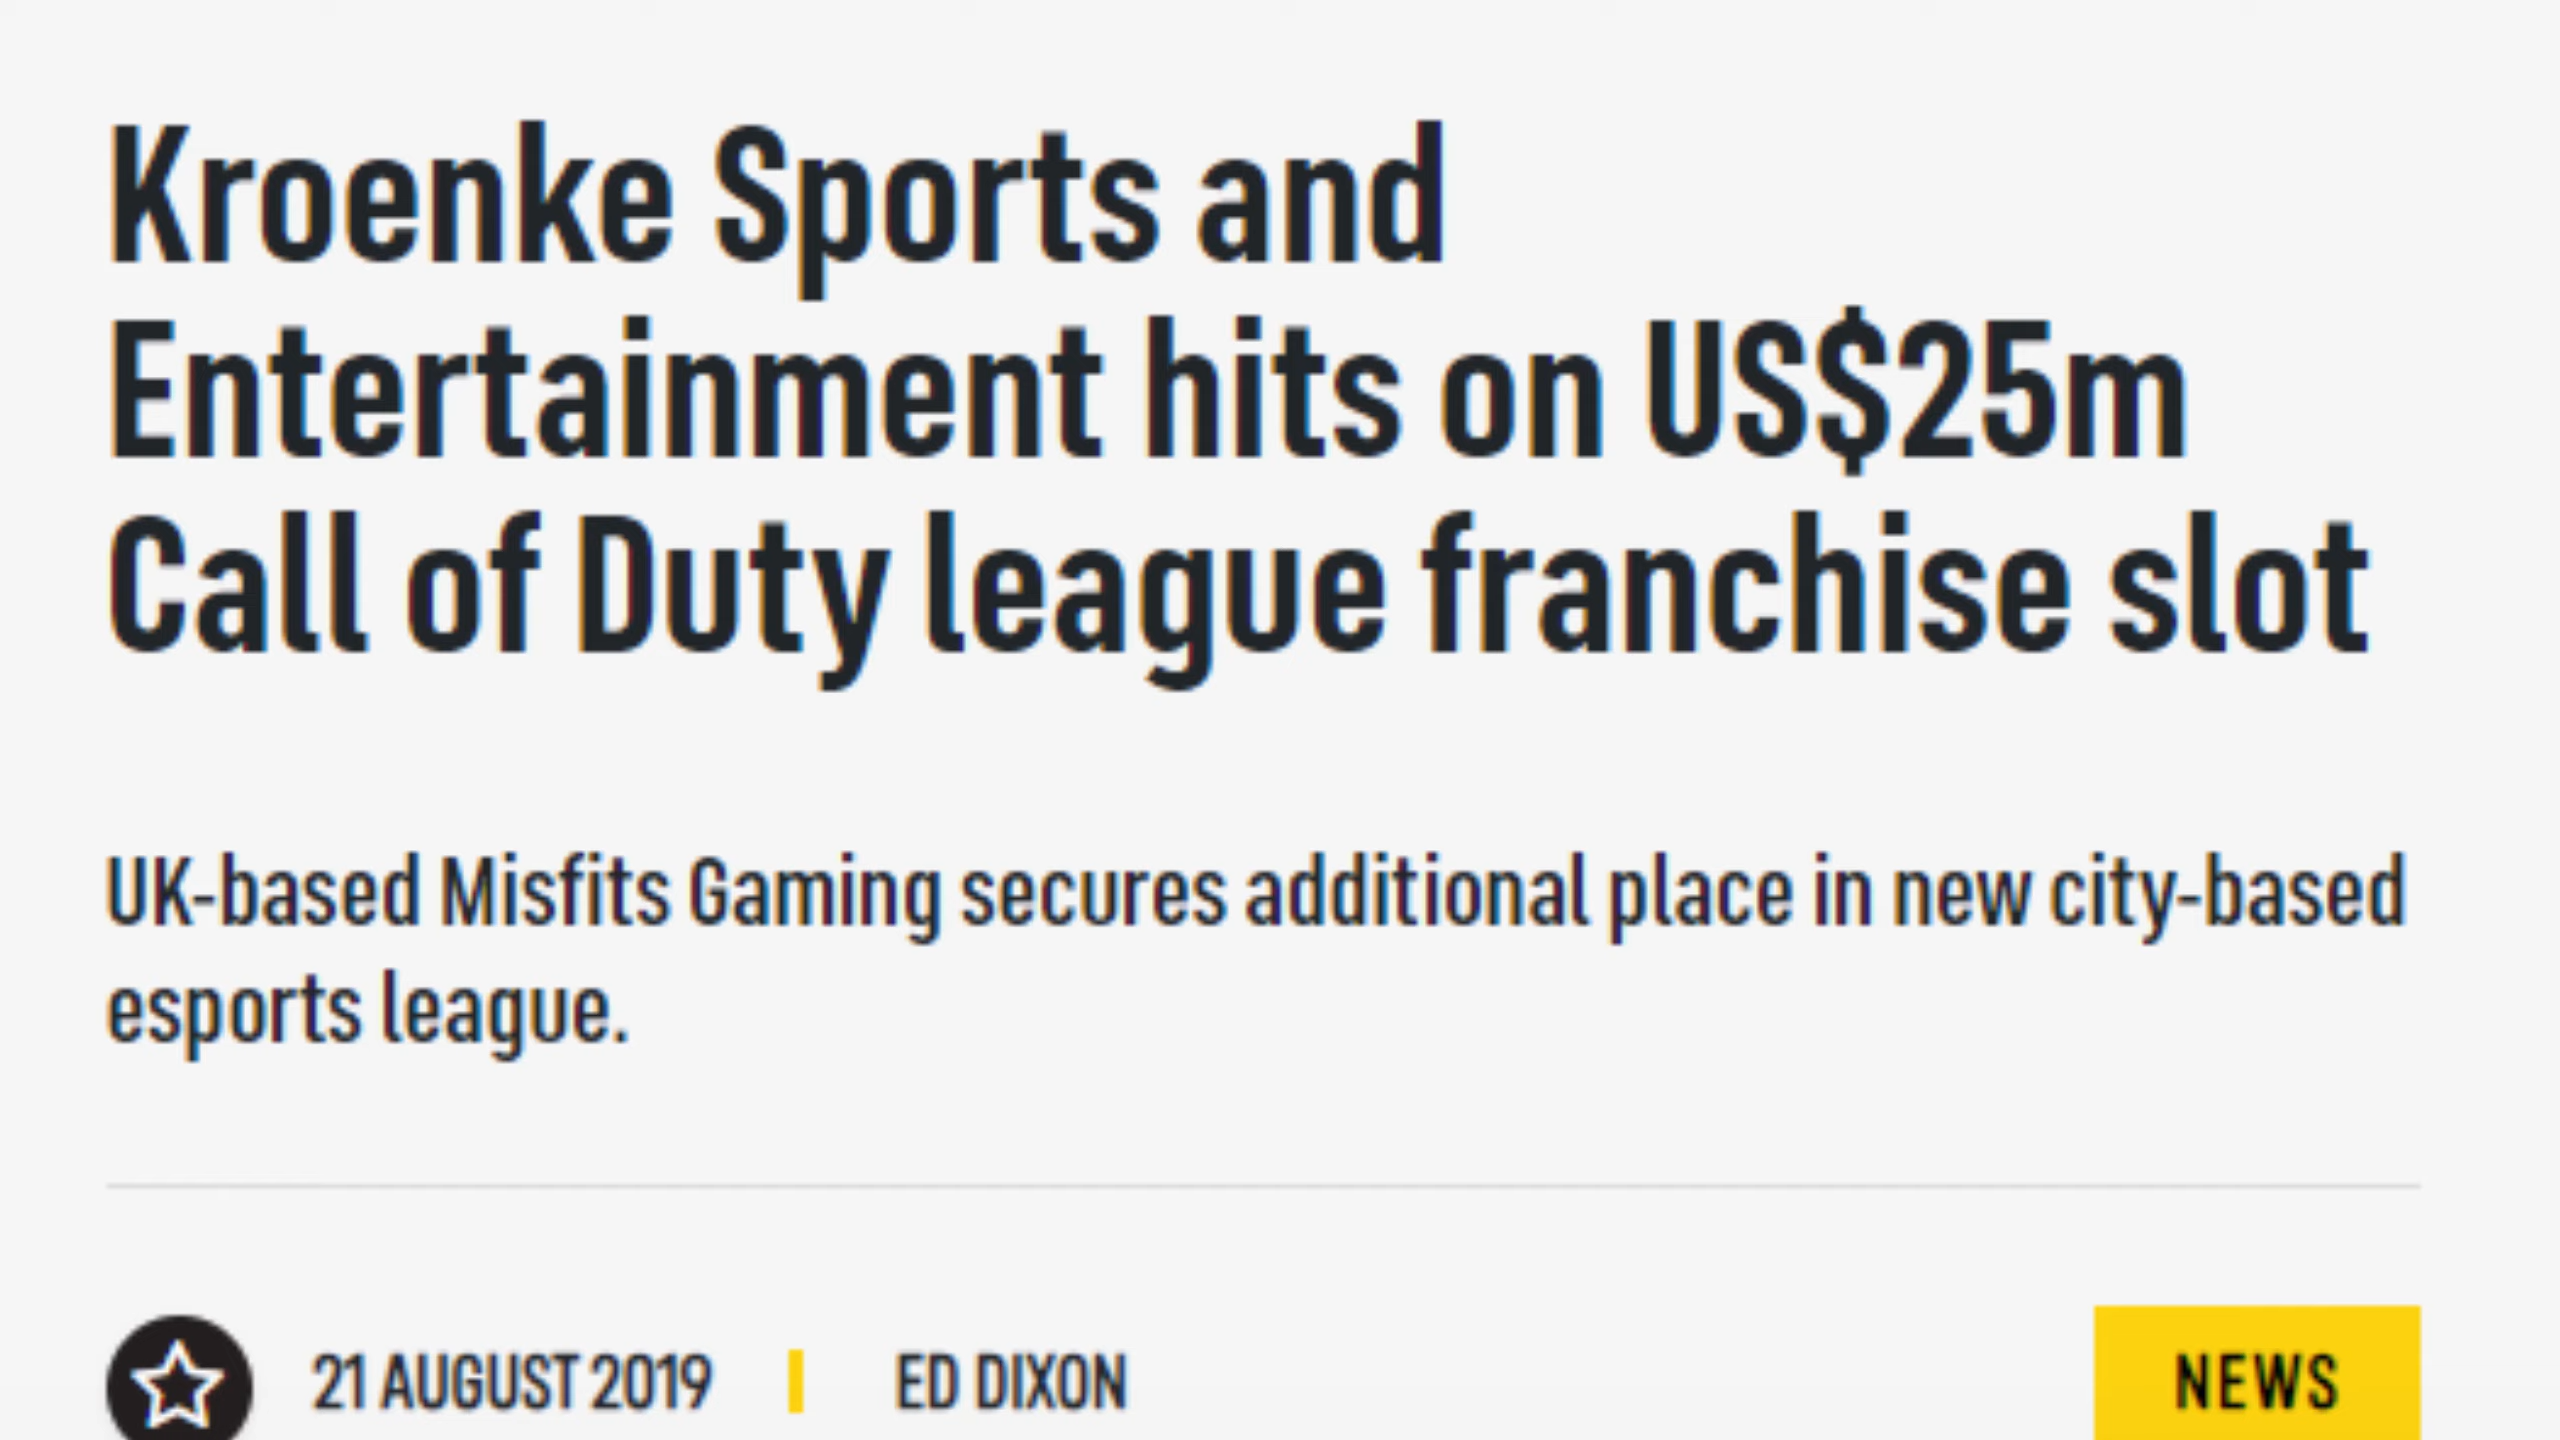 Kroenke Sports and
Entertainment hits on US$25m
Call of Duty league franchise slot
UK-based Misfits Gaming secures additional place in new city-based
esports league.
21 AUGUST 2019 ED DIXON NEWS